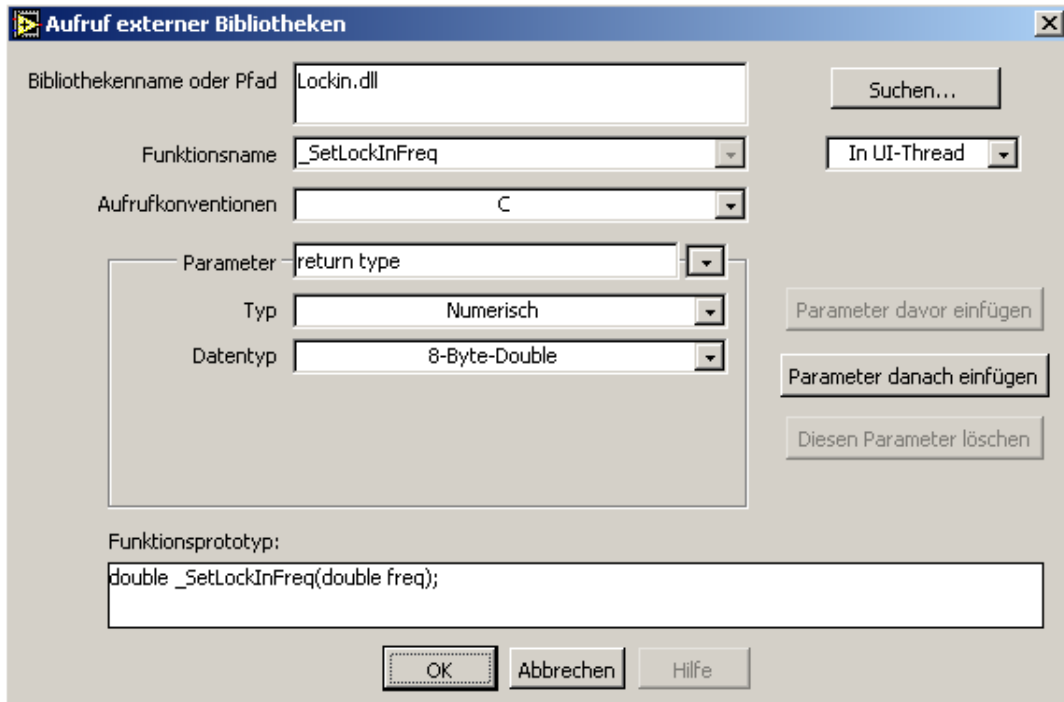 Aufruf externer Bibliotheken
Bibliothekenname oder Pfad Lockin.dll Suchen...
Funktionsname _SetLockInFreq In UI-Thread
Aufrufkonventionen C
Parameter return type
Typ Numerisch Parameter davor einfügen
Datentyp 8-Byte-Double
Parameter danach einfügen
Diesen Parameter löschen
Funktionsprototyp:
double _SetLockInFreq(double freq);
OK Abbrechen Hilfe